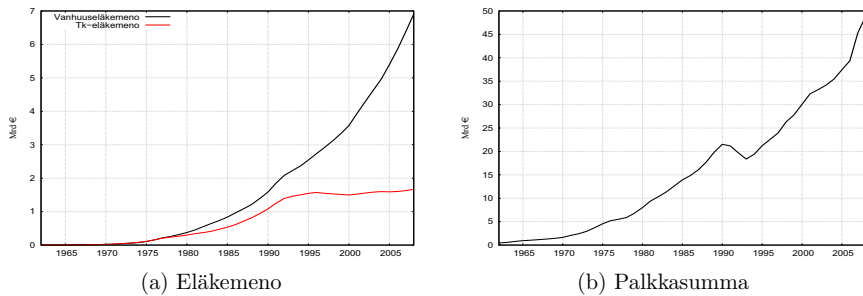 Vanhuuseläkemeno
Tk-eläkemeno
7
6
5
4
3
2
1
0
Mrd €
1965 1970 1975 1980 1985 1990 1995 2000 2005
(a) Eläkemeno
50
45
40
35
30
25
20
15
10
5
0
Mrd €
1965 1970 1975 1980 1985 1990 1995 2000 2005
(b) Palkkasumma